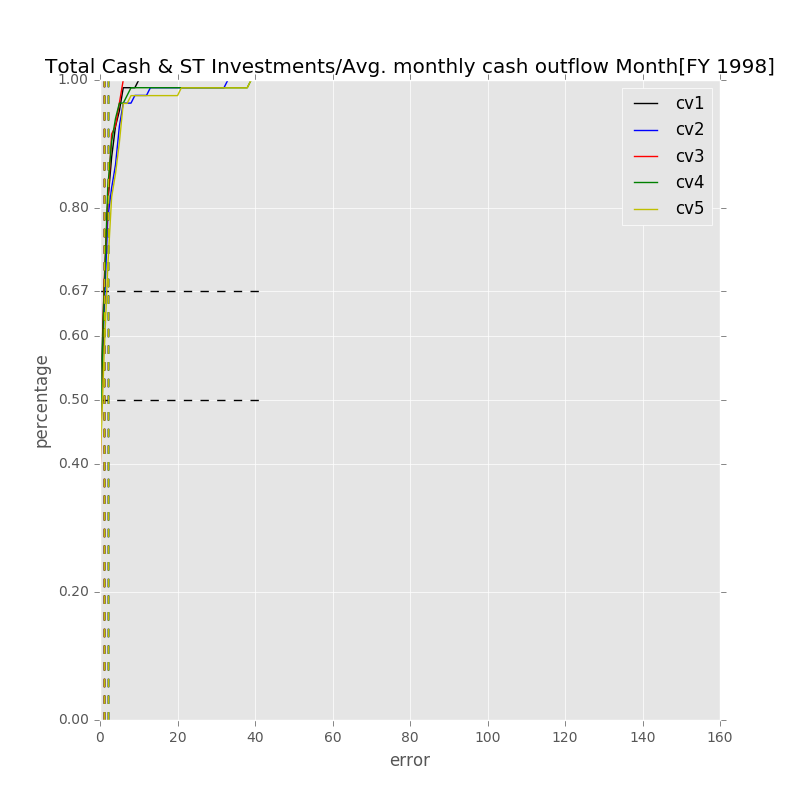 Total Cash & ST Investments/Avg. monthly cash outflow Month[FY 1998]
1.00
cv1
cv2
cv3
cv4
cv5
0.80
0.67
0.60
percentage
0.50
0.40
0.20
0.00
0 20 40 60 80 100 120 140 160
error